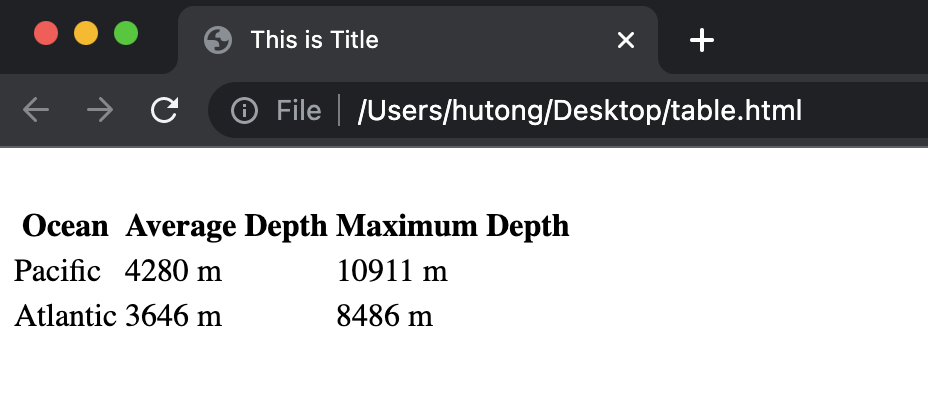 This is Title
File /Users/hutong/Desktop/table.html
Ocean Average Depth Maximum Depth
Pacific 4280 m 10911 m
Atlantic 3646 m 8486 m